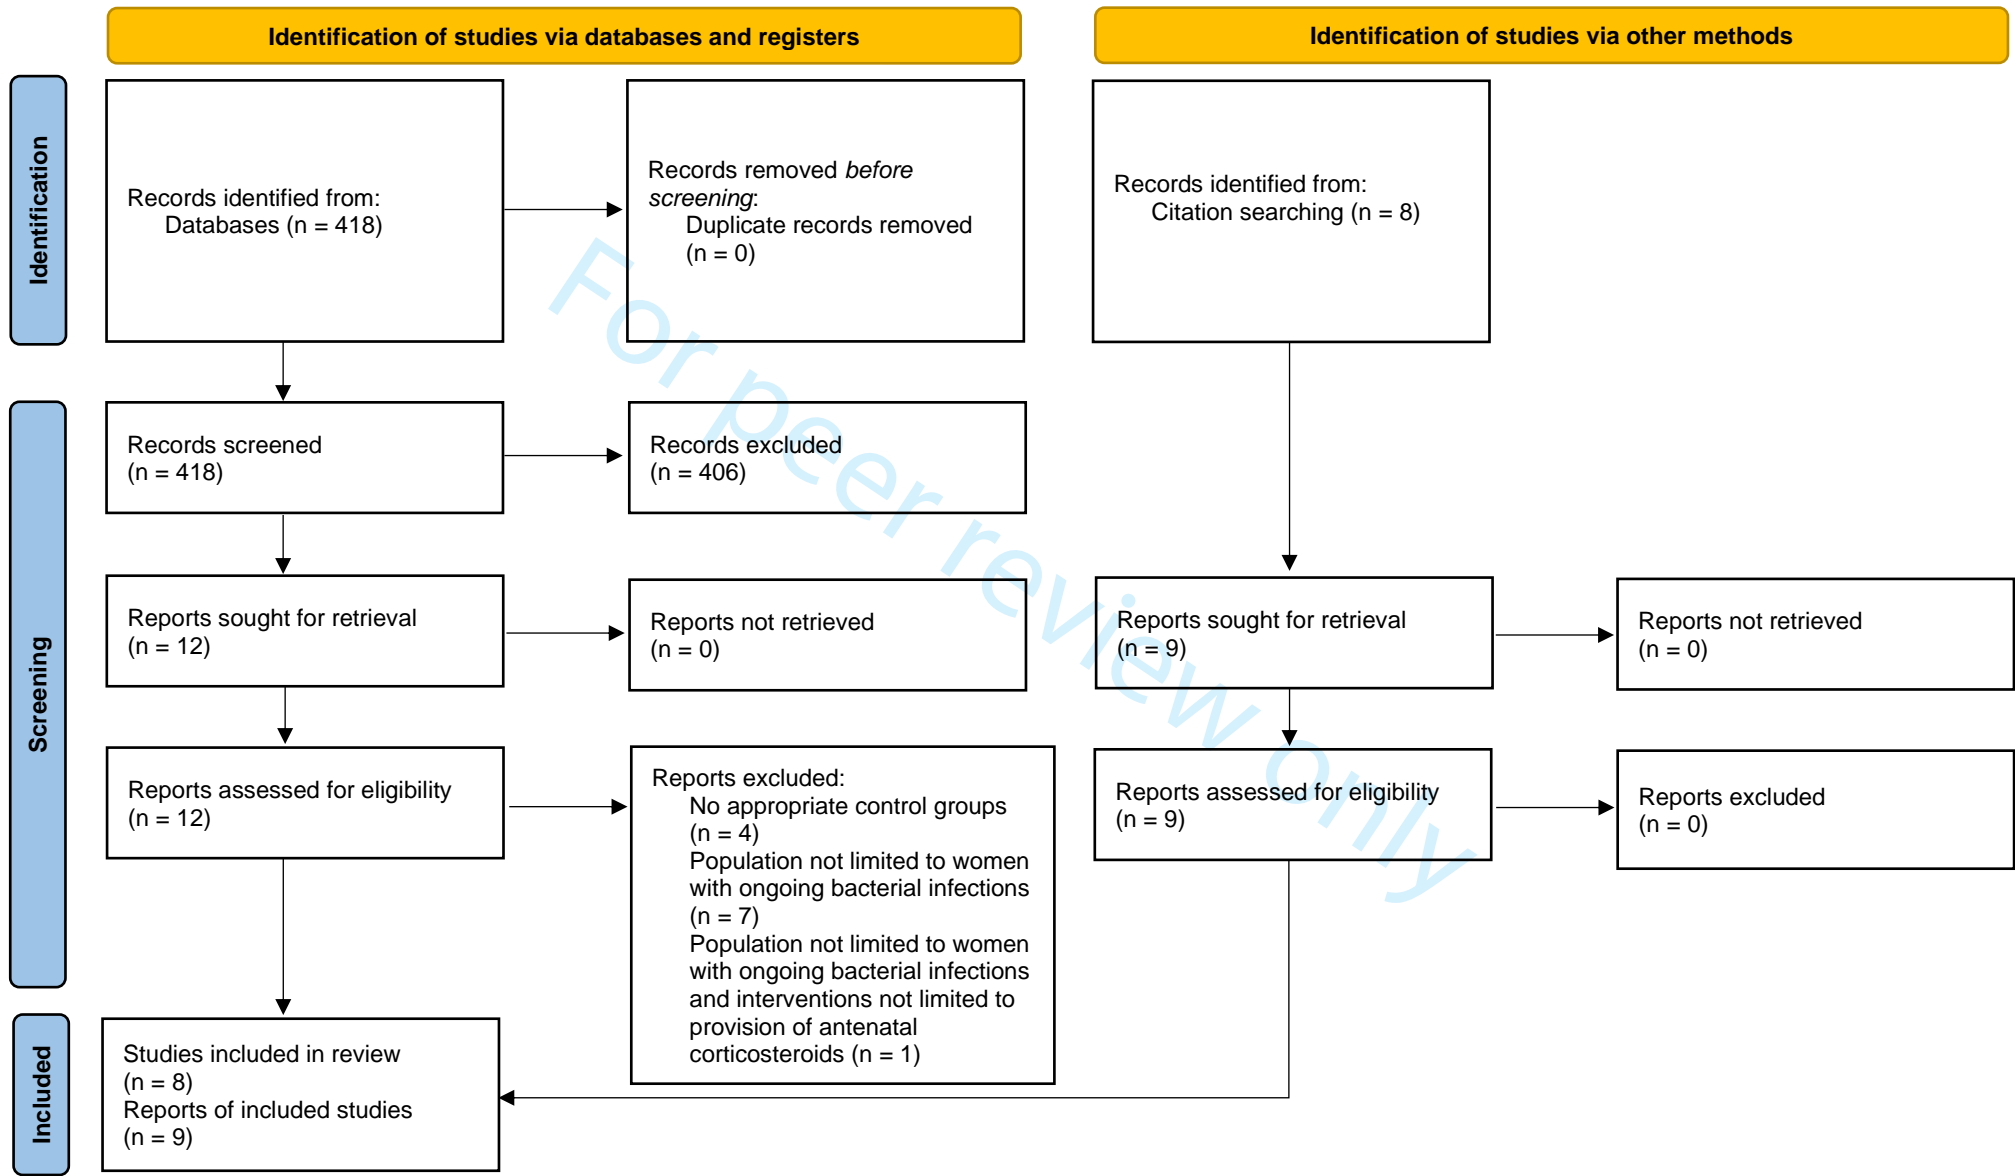 Identification of studies via databases and registers
Identification of studies via other methods
Identification
Records identified from:
Databases (n = 418)
Records removed before
screening:
Duplicate records removed
(n = 0)
Records identified from:
Citation searching (n = 8)
Screening
Records screened
(n = 418)
Records excluded
(n = 406)
Reports sought for retrieval
(n = 12)
Reports not retrieved
(n = 0)
Reports sought for retrieval
(n = 9)
Reports not retrieved
(n = 0)
Reports assessed for eligibility
(n = 12)
Reports excluded:
No appropriate control groups
(n = 4)
Population not limited to women
with ongoing bacterial infections
(n = 7)
Population not limited to women
with ongoing bacterial infections
and interventions not limited to
provision of antenatal
corticosteroids (n = 1)
Reports assessed for eligibility
(n = 9)
Reports excluded
(n = 0)
Included
Studies included in review
(n = 8)
Reports of included studies
(n = 9)
For peer review only